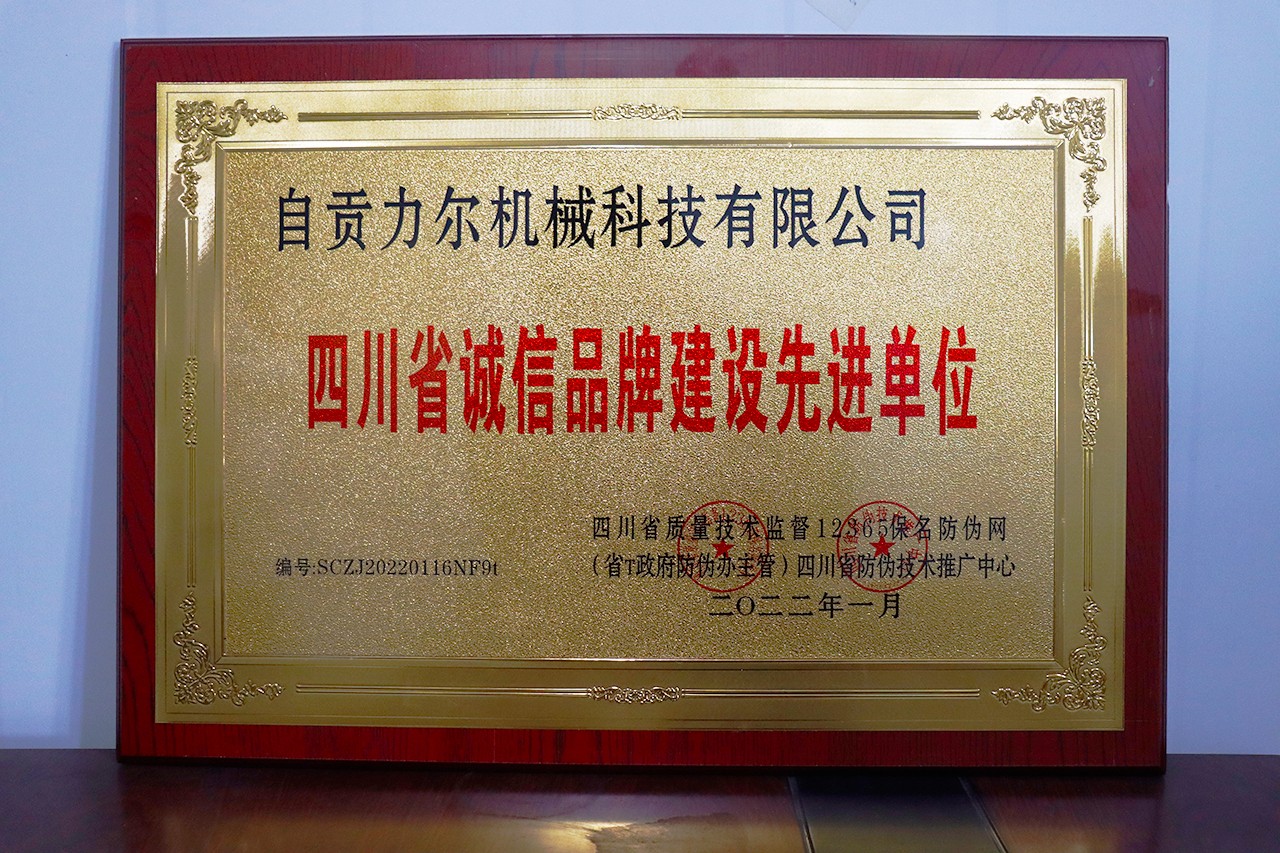 自贡力尔机械科技有限公司
四川省诚信品牌建设先进单位
四川省质量技术监督12365保名防伪网
编号:SCZJ20220116NF9t
（省T政府防伪办主管）四川省防伪技术推广中心
二〇二二年一月